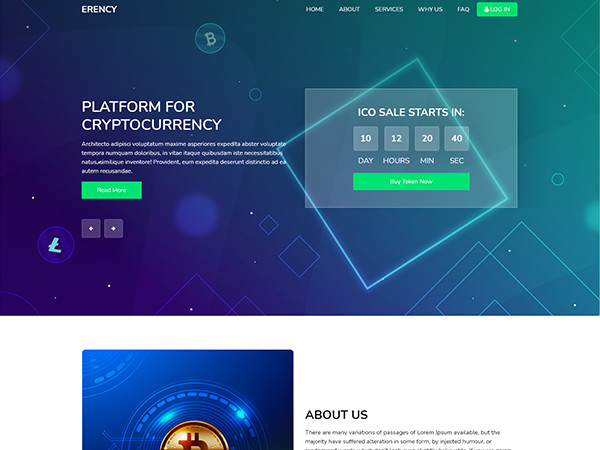 ERENCY
HOME ABOUT SERVICES WHY US FAQ LOG IN
PLATFORM FOR
CRYPTOCURRENCY
Architecto adipisci voluptatum maxime asperiores expedita abster voluptate
tempora numquam doloribus, in vitae itaque quibusdam iste necessitatibus
natus similique inventore! Provident, eum expedita deserunt distinctio ad ea
autem recusandae.
Read More
ICO SALE STARTS IN:
10 12 20 40
DAY HOURS MIN SEC
Buy Token Now
ABOUT US
There are many variations of passages of Lorem Ipsum available, but the
majority have suffered alteration in some form, by injected humour, or